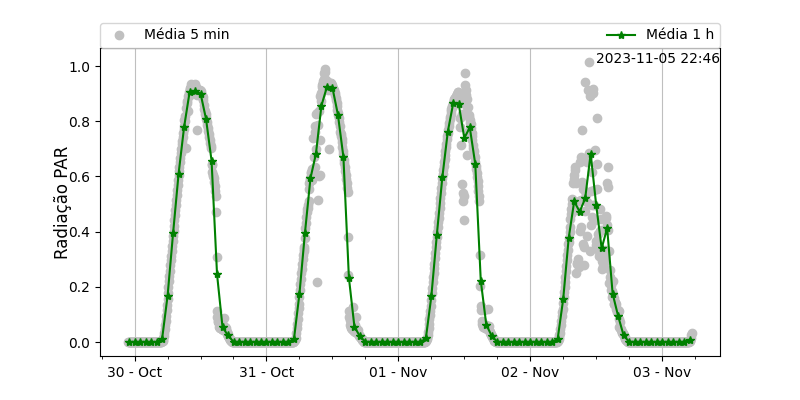 Média 5 min
Média 1 h
2023-11-05 22:46
Radiação PAR
1.0
0.8
0.6
0.4
0.2
0.0
30 - Oct
31 - Oct
01 - Nov
02 - Nov
03 - Nov